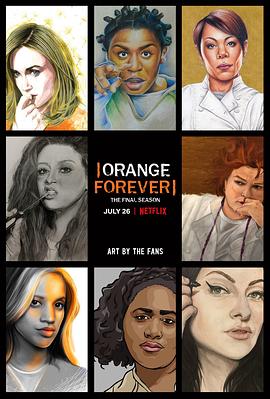 ORANGE
FOREVER
THE FINAL SEASON
JULY 26 | NETFLIX
ART BY THE FANS